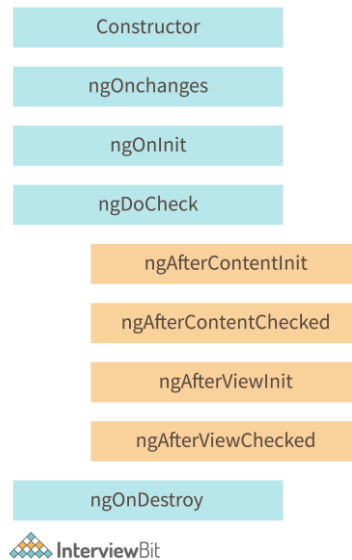 Constructor
ngOnchanges
ngOnInit
ngDoCheck
ngAfterContentInit
ngAfterContentChecked
ngAfterViewInit
ngAfterViewChecked
ngOnDestroy
InterviewBit